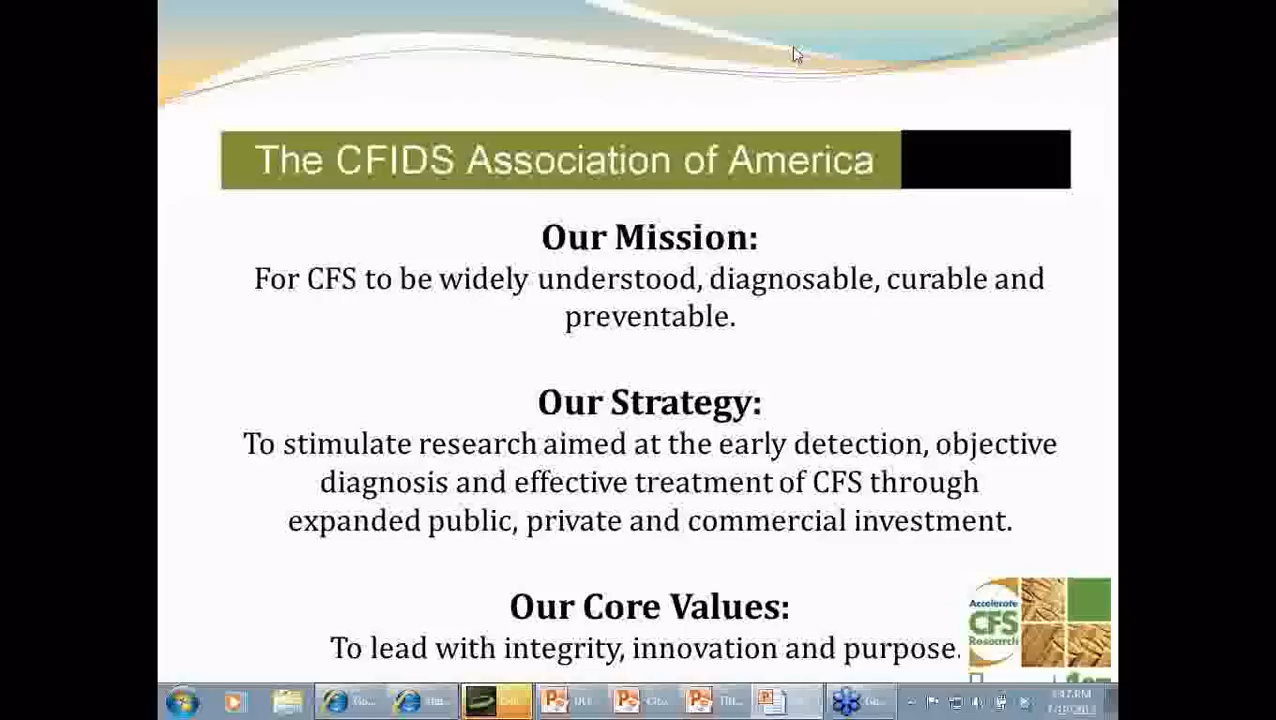 The CFIDS Association of America
Our Mission:
For CFS to be widely understood, diagnosable, curable and
preventable.
Our Strategy:
To stimulate research aimed at the early detection, objective
diagnosis and effective treatment of CFS through
expanded public, private and commercial investment.
Our Core Values:
To lead with integrity, innovation and purpose.
Accelerate
CFS
Research